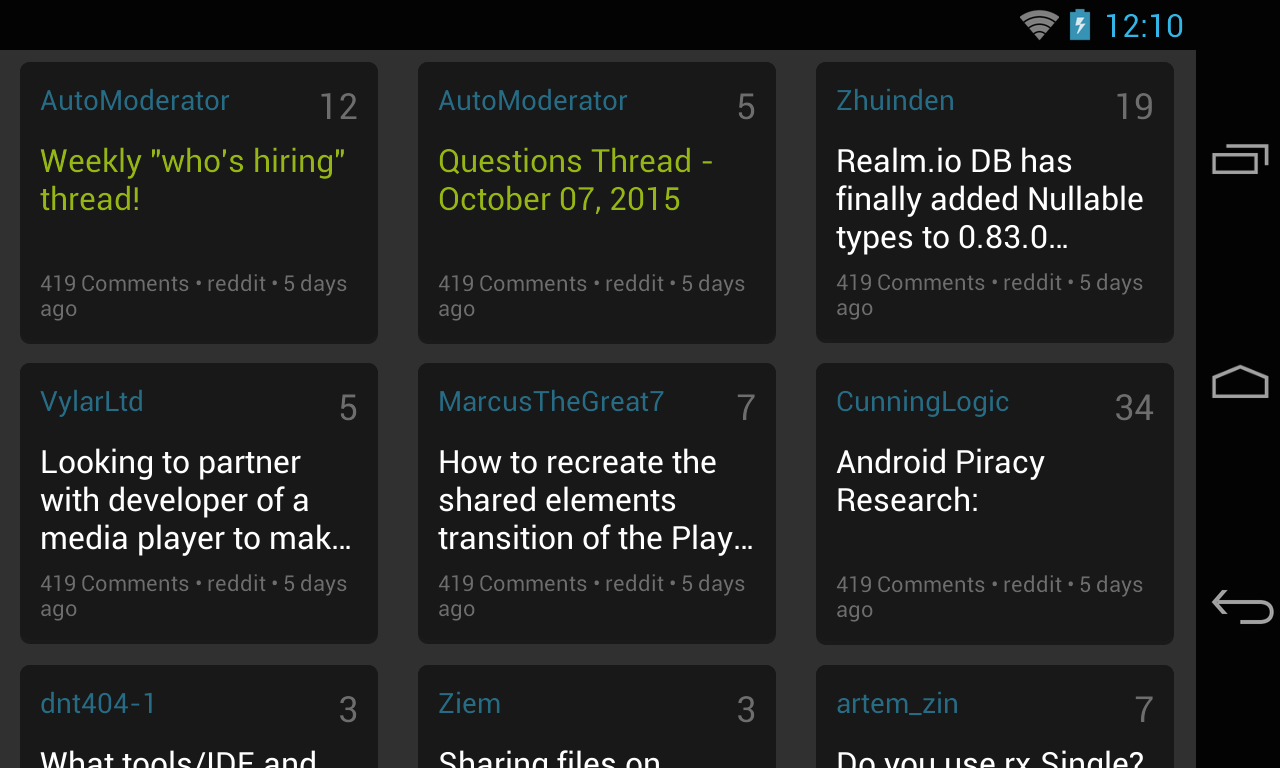 12:10
AutoModerator 12
Weekly "who's hiring"
thread!
419 Comments • reddit • 5 days
ago
AutoModerator 5
Questions Thread -
October 07, 2015
419 Comments • reddit • 5 days
ago
Zhuinden 19
Realm.io DB has
finally added Nullable
types to 0.83.0…
419 Comments • reddit • 5 days
ago
VylarLtd 5
Looking to partner
with developer of a
media player to mak…
419 Comments • reddit • 5 days
ago
MarcusTheGreat7 7
How to recreate the
shared elements
transition of the Play…
419 Comments • reddit • 5 days
ago
CunningLogic 34
Android Piracy
Research:
419 Comments • reddit • 5 days
ago
dnt404-1 3
What tools/IDE and
Ziem 3
Sharing files on
artem_zin 7
Do you use rx.Single?